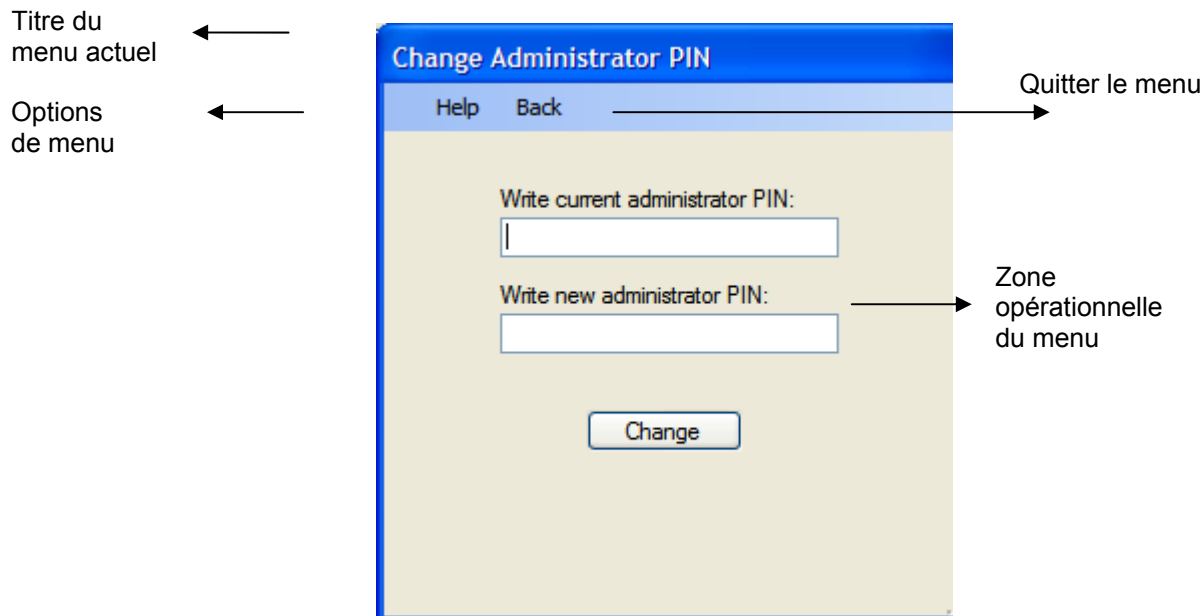 Titre du
menu actuel
Options
de menu
Change Administrator PIN
Help Back
Quitter le menu
Write current administrator PIN:
Write new administrator PIN:
Zone
opérationnelle
du menu
Change